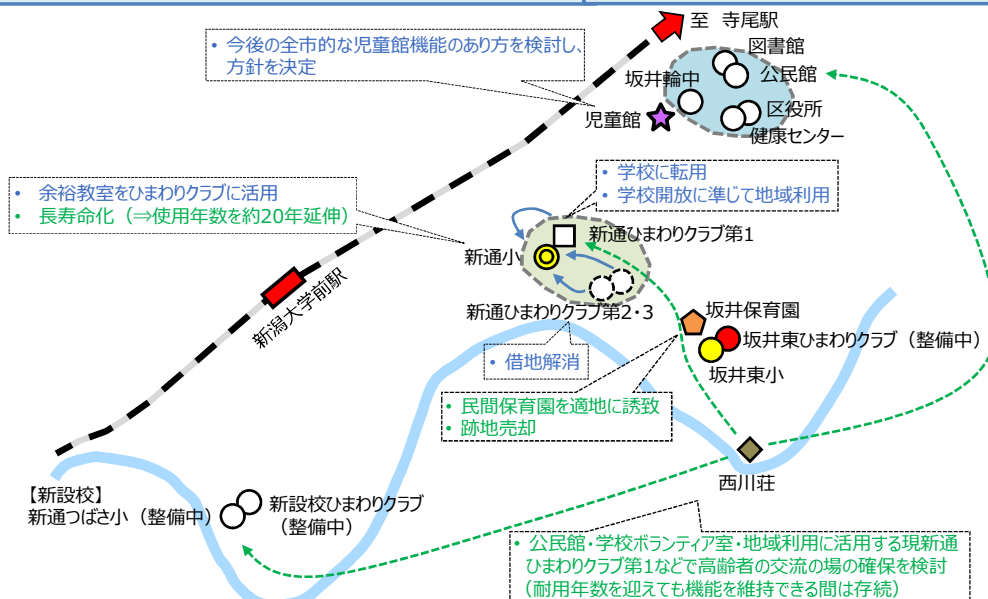 至 寺尾駅
・ 今後の全市的な児童館機能のあり方を検討し、
方針を決定
図書館
公民館
坂井輪中
区役所
児童館
健康センター
・ 学校に転用
・ 学校開放に準じて地域利用
・ 余裕教室をひまわりクラブに活用
・ 長寿命化（⇒使用年数を約20年延伸）
新通ひまわりクラブ第1
新通小
新潟大学前駅
新通ひまわりクラブ第2・3
坂井保育園
坂井東ひまわりクラブ（整備中）
坂井東小
・ 借地解消
・ 民間保育園を適地に誘致
・ 跡地売却
西川荘
【新設校】
新通つばさ小（整備中）
新設校ひまわりクラブ
（整備中）
・ 公民館・学校ボランティア室・地域利用に活用する現新通
ひまわりクラブ第1などで高齢者の交流の場の確保を検討
（耐用年数を迎えても機能を維持できる間は存続）